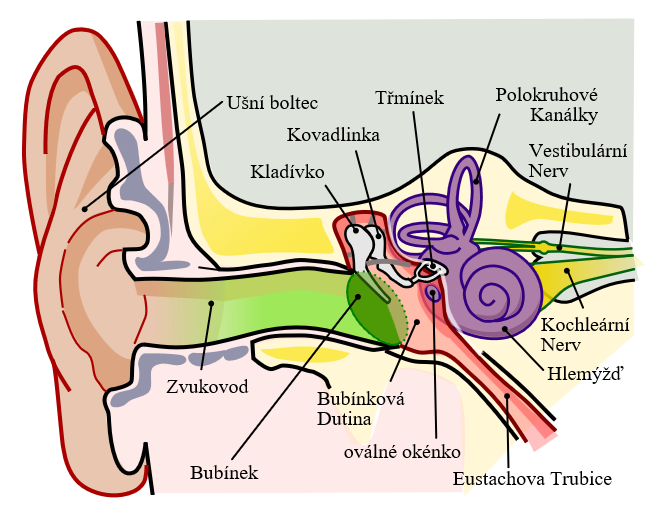 Ušní boltec
Třmínek
Polokruhové
Kanálky
Kovadlinka
Vestibulární
Nerv
Kladívko
Kochleární
Nerv
Hlemýžď
Zvukovod
Bubínková
Dutina
oválné okénko
Bubínek
Eustachova Trubice